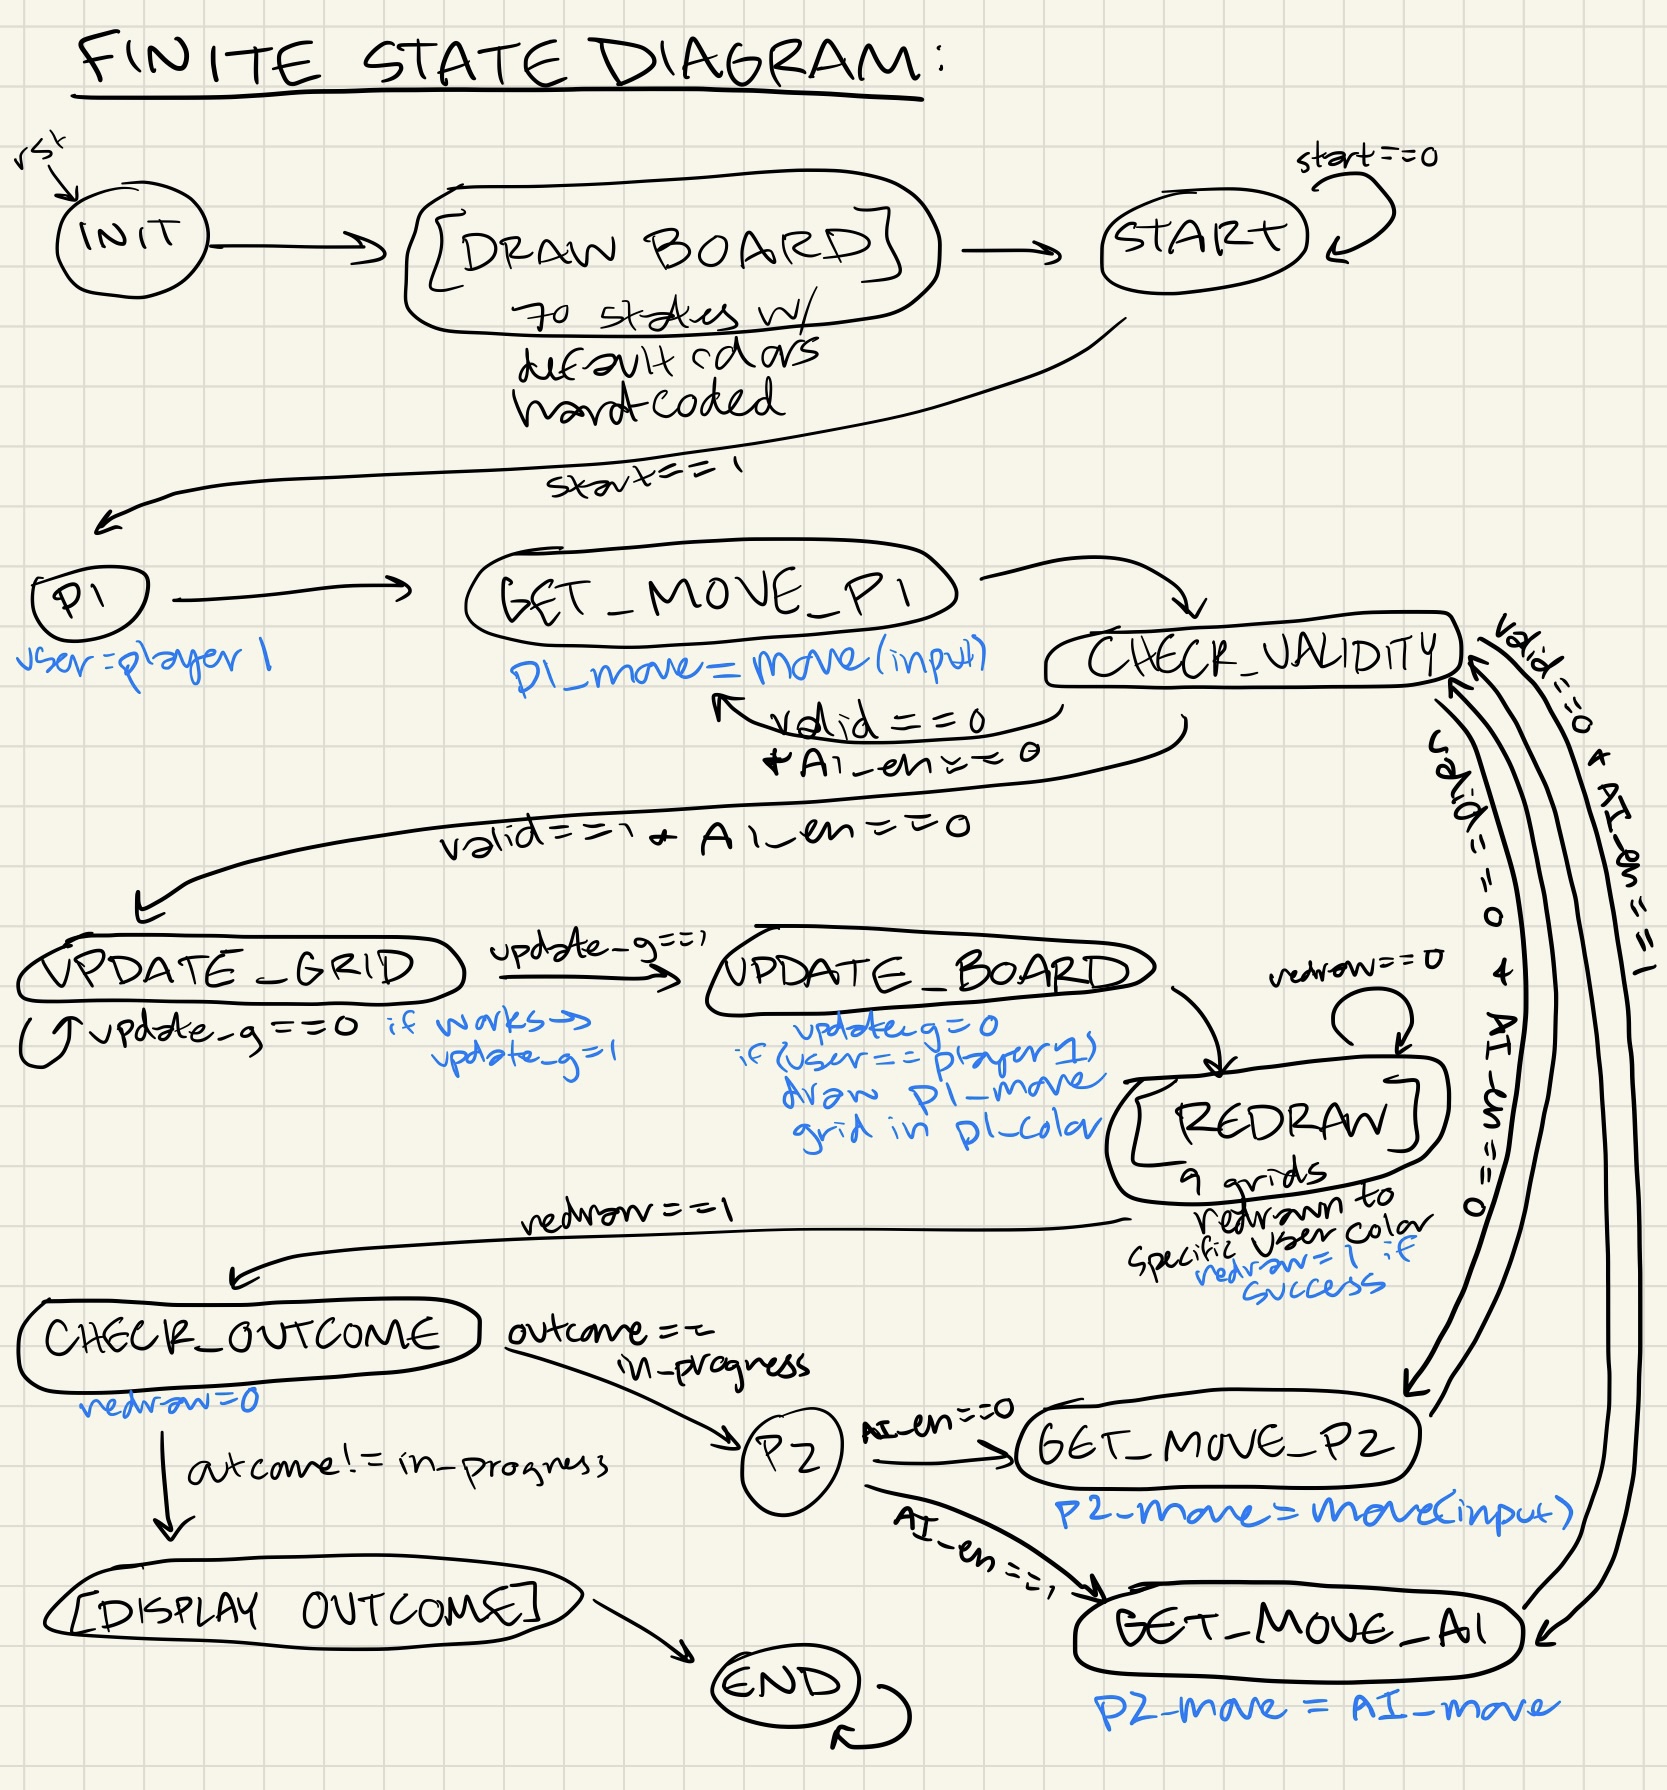 FINITE STATE DIAGRAM:
rst
INIT
[DRAW BOARD]
70 states w/
default colors
hardcoded
START
start==0
start==1
P1
user=player1
GET_MOVE_P1
p1_move=move(input)
CHECK_VALIDITY
valid==0
+ AI_en==0
valid==1 + AI_en==0
valid==0 + AI_en==1
valid==0 + AI_en==0
UPDATE_GRID
update_g==0
if works→
update_g=1
update_g==1
UPDATE_BOARD
update_g=0
if (user==player1)
draw p1_move
grid in p1_color
redraw==0
[REDRAW]
9 grids
redrawn to
specific user color
redraw=1 if
success
redraw==1
CHECK_OUTCOME
redraw=0
outcome==
in_progress
outcome!=in_progress
P2
AI_en==0
GET_MOVE_P2
P2_move=move(input)
AI_en==1
GET_MOVE_AI
P2_move = AI_move
[DISPLAY OUTCOME]
END